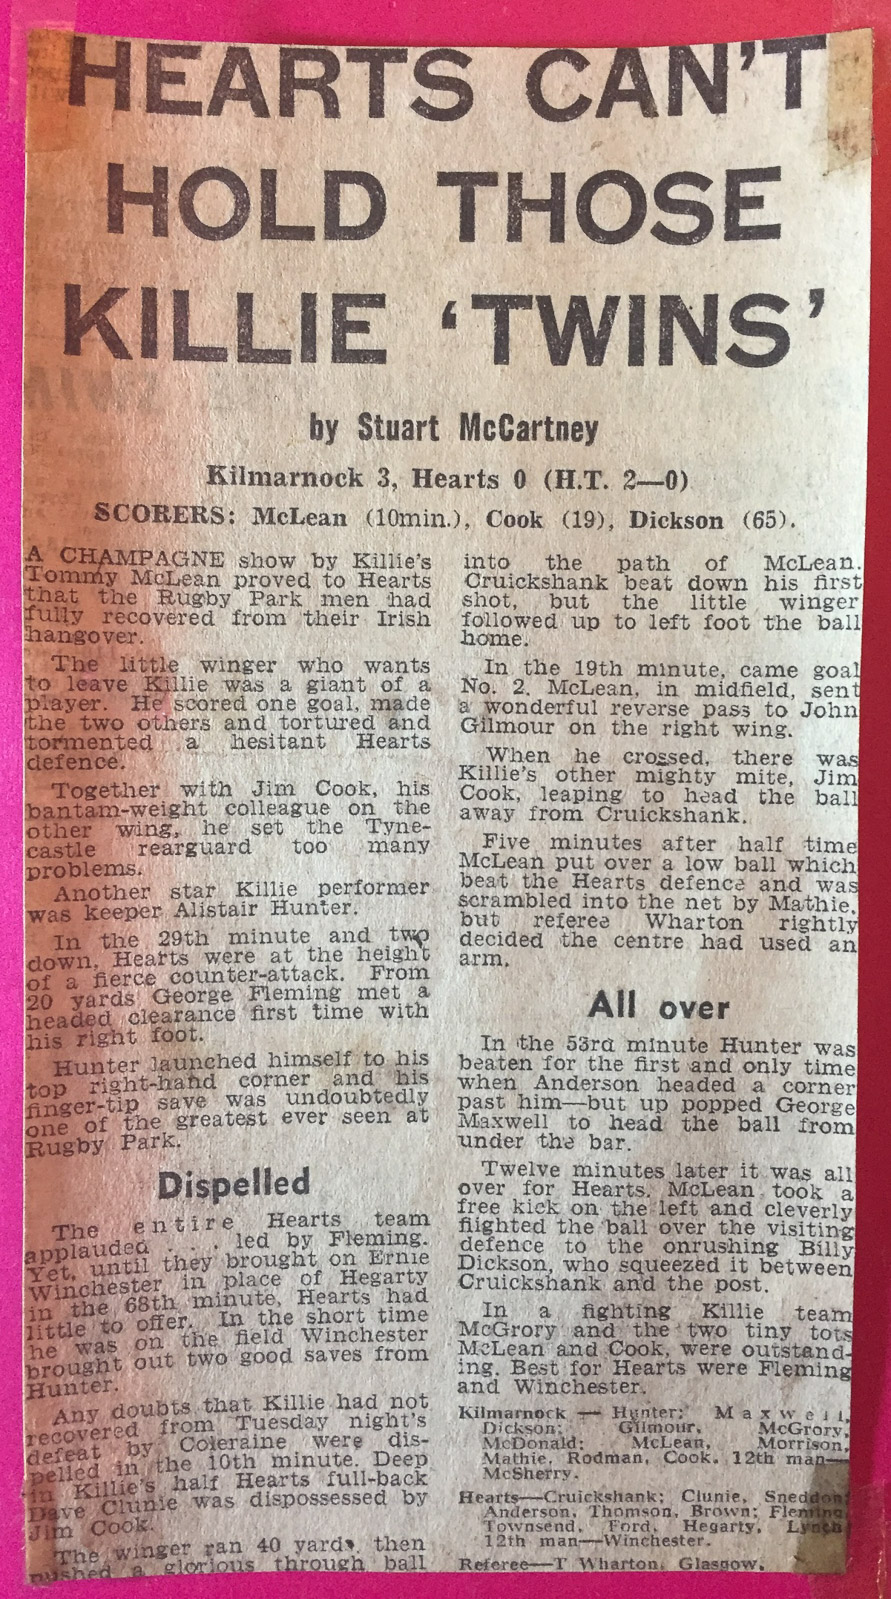 HEARTS CAN'T
HOLD THOSE
KILLIE ‘TWINS’
by Stuart McCartney
Kilmarnock 3, Hearts 0 (H.T. 2—0)
SCORERS: McLean (10min.), Cook (19), Dickson (65).
A CHAMPAGNE show by Killie's
Tommy McLean proved to Hearts
that the Rugby Park men had
fully recovered from their Irish
hangover.
The little winger who wants
to leave Killie was a giant of a
player. He scored one goal, made
the two others and tortured and
tormented a hesitant Hearts
defence.
Together with Jim Cook, his
bantam-weight colleague on the
other wing, he set the Tyne-
castle rearguard too many
problems.
Another star Killie performer
was keeper Alistair Hunter.
In the 29th minute and two
down, Hearts were at the height
of a fierce counter-attack. From
20 yards George Fleming met a
headed clearance first time with
his right foot.
Hunter launched himself to his
top right-hand corner and his
finger-tip save was undoubtedly
one of the greatest ever seen at
Rugby Park.
Dispelled
The entire Hearts team
applauded . . . led by Fleming.
Yet, until they brought on Ernie
Winchester in place of Hegarty
in the 68th minute, Hearts had
little to offer. In the short time
he was on the field Winchester
brought out two good saves from
Hunter.
Any doubts that Killie had not
recovered from Tuesday night's
defeat by Coleraine were dis-
pelled in the 10th minute. Deep
in Killie's half Hearts full-back
Dave Clunie was dispossessed by
Jim Cook.
The winger ran 40 yards, then
pushed a glorious through ball
into the path of McLean.
Cruickshank beat down his first
shot, but the little winger
followed up to left foot the ball
home.
In the 19th minute, came goal
No. 2. McLean, in midfield, sent
a wonderful reverse pass to John
Gilmour on the right wing.
When he crossed, there was
Killie's other mighty mite, Jim
Cook, leaping to head the ball
away from Cruickshank.
Five minutes after half time
McLean put over a low ball which
beat the Hearts defence and was
scrambled into the net by Mathie,
but referee Wharton rightly
decided the centre had used an
arm.
All over
In the 53rd minute Hunter was
beaten for the first and only time
when Anderson headed a corner
past him—but up popped George
Maxwell to head the ball from
under the bar.
Twelve minutes later it was all
over for Hearts. McLean took a
free kick on the left and cleverly
flighted the ball over the visiting
defence to the onrushing Billy
Dickson, who squeezed it between
Cruickshank and the post.
In a fighting Killie team
McGrory and the two tiny tots
McLean and Cook, were outstand-
ing. Best for Hearts were Fleming
and Winchester.
Kilmarnock — Hunter; Maxwell,
Dickson; Gilmour, McGrory,
McDonald; McLean, Morrison,
Mathie, Rodman, Cook. 12th man—
McSherry.
Hearts—Cruickshank; Clunie, Sneddon;
Anderson, Thomson, Brown; Fleming,
Townsend, Ford, Hegarty, Lynch
12th man—Winchester.
Referee—T Wharton, Glasgow.